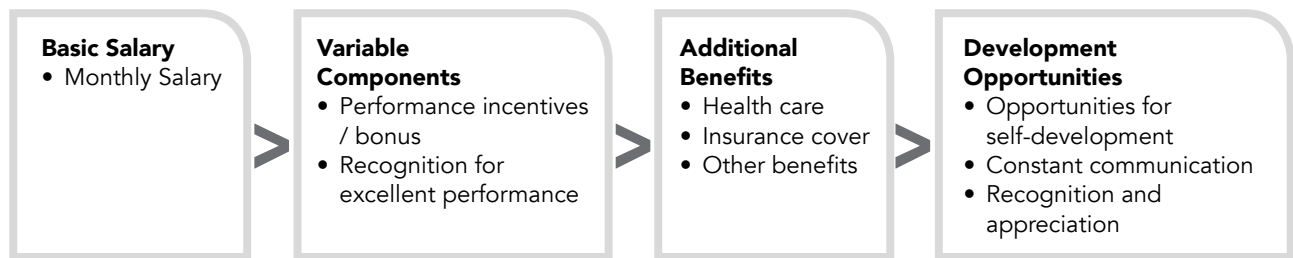 Basic Salary
• Monthly Salary
>
Variable
Components
• Performance incentives
/ bonus
• Recognition for
excellent performance
>
Additional
Benefits
• Health care
• Insurance cover
• Other benefits
>
Development
Opportunities
• Opportunities for
self-development
• Constant communication
• Recognition and
appreciation